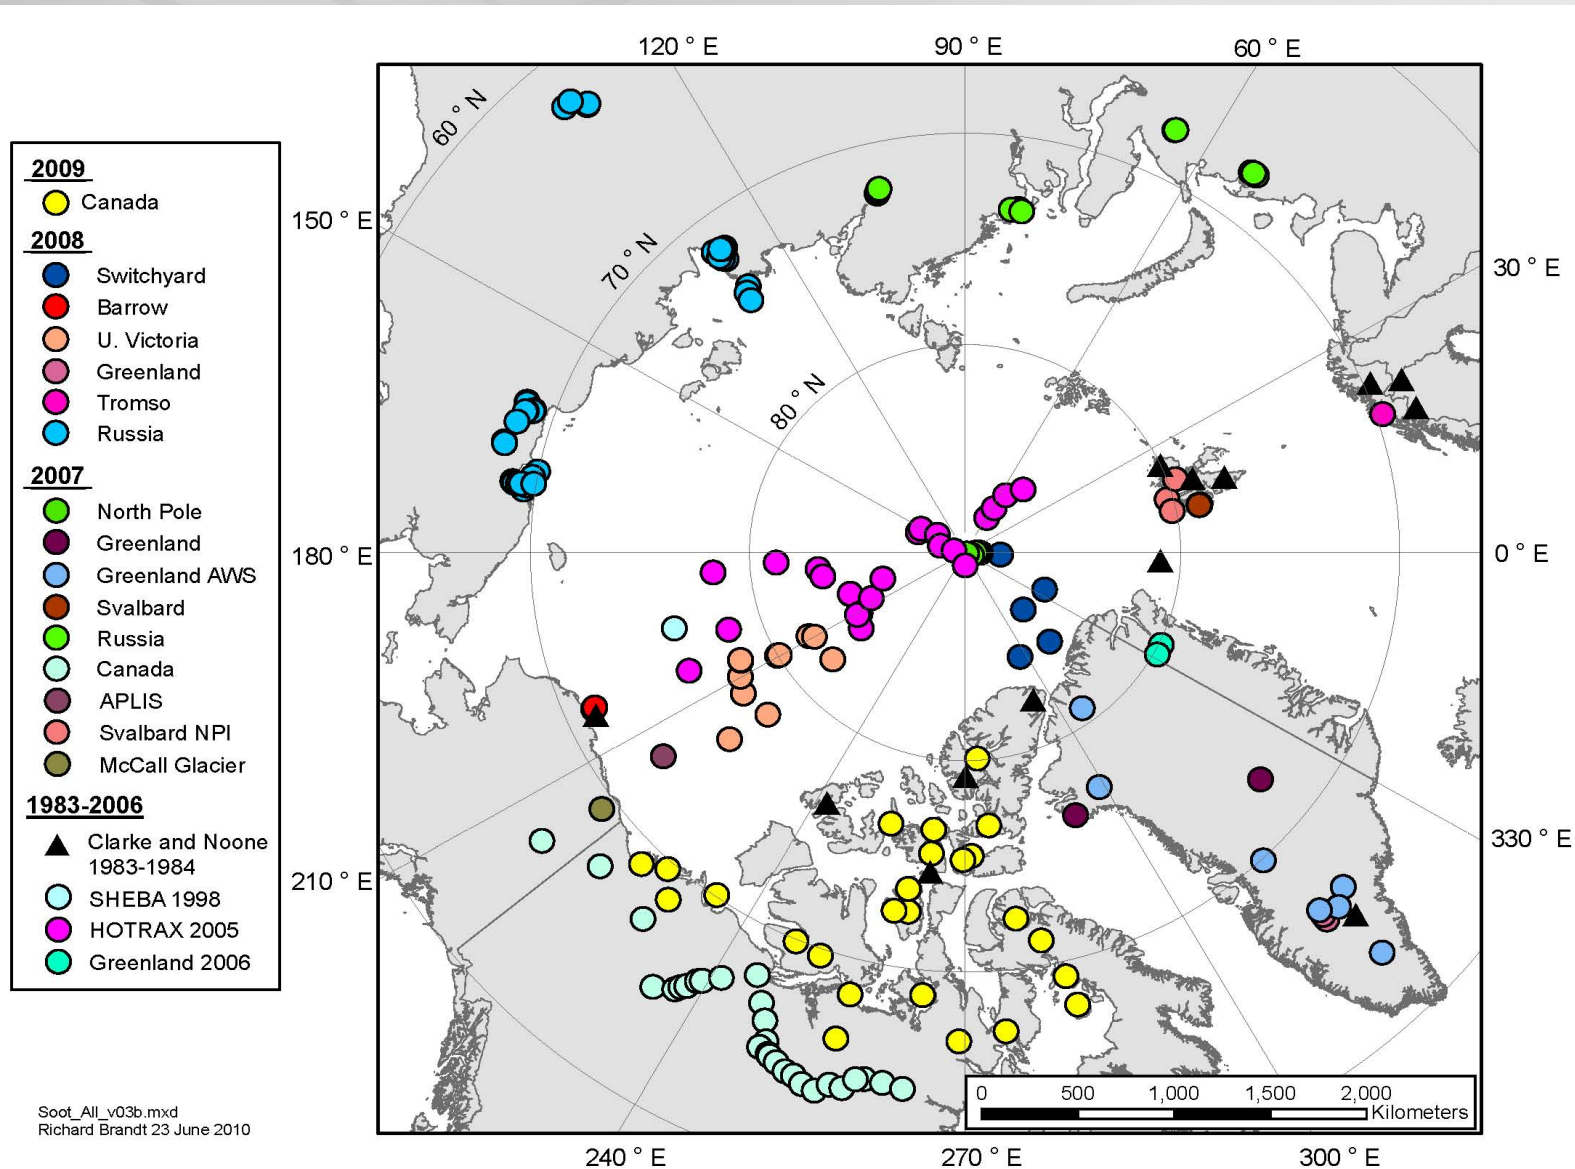 120 ° E
90 ° E
60 ° E
60 ° N
2009
Canada
2008
150 ° E
70 ° N
30 ° E
Switchyard
Barrow
U. Victoria
Greenland
Tromso
Russia
80 ° N
2007
North Pole
Greenland
180 ° E
0 ° E
Greenland AWS
Svalbard
Russia
Canada
APLIS
Svalbard NPI
McCall Glacier
1983-2006
Clarke and Noone
1983-1984
330 ° E
210 ° E
SHEBA 1998
HOTRAX 2005
Greenland 2006
0 500 1,000 1,500 2,000
Kilometers
Soot_All_v03b.mxd
Richard Brandt 23 June 2010
240 ° E
270 ° E
300 ° E